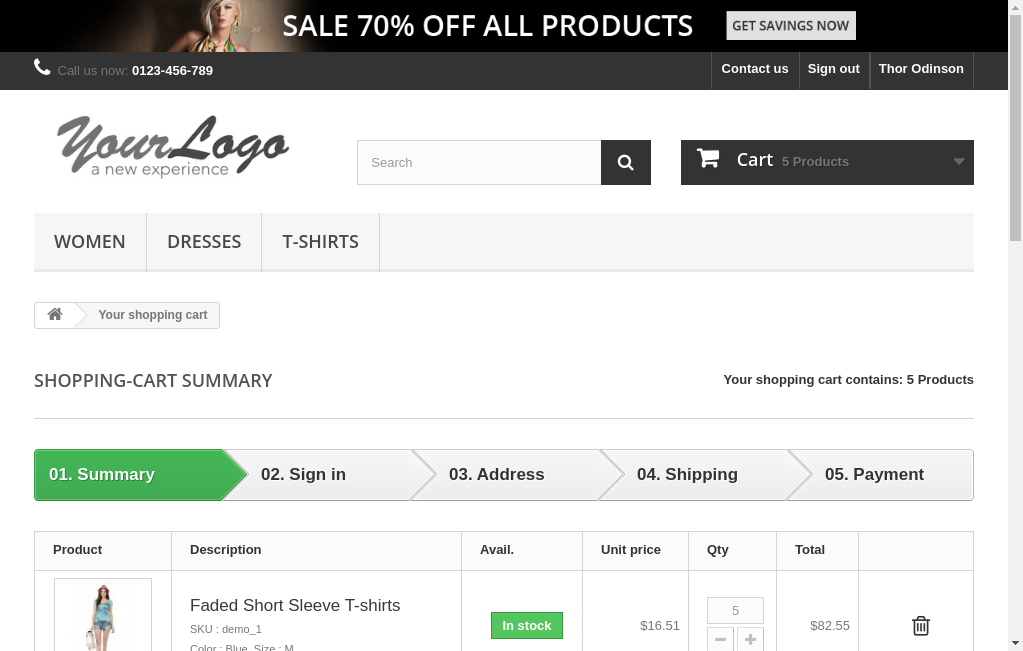 SALE 70% OFF ALL PRODUCTS GET SAVINGS NOW
Call us now: 0123-456-789 Contact us Sign out Thor Odinson
YourLogo
a new experience
Search
Cart 5 Products
WOMEN DRESSES T-SHIRTS
Your shopping cart
SHOPPING-CART SUMMARY Your shopping cart contains: 5 Products
01. Summary 02. Sign in 03. Address 04. Shipping 05. Payment
Product Description Avail. Unit price Qty Total
Faded Short Sleeve T-shirts
SKU : demo_1
Color : Blue, Size : M
In stock $16.51 5 $82.55